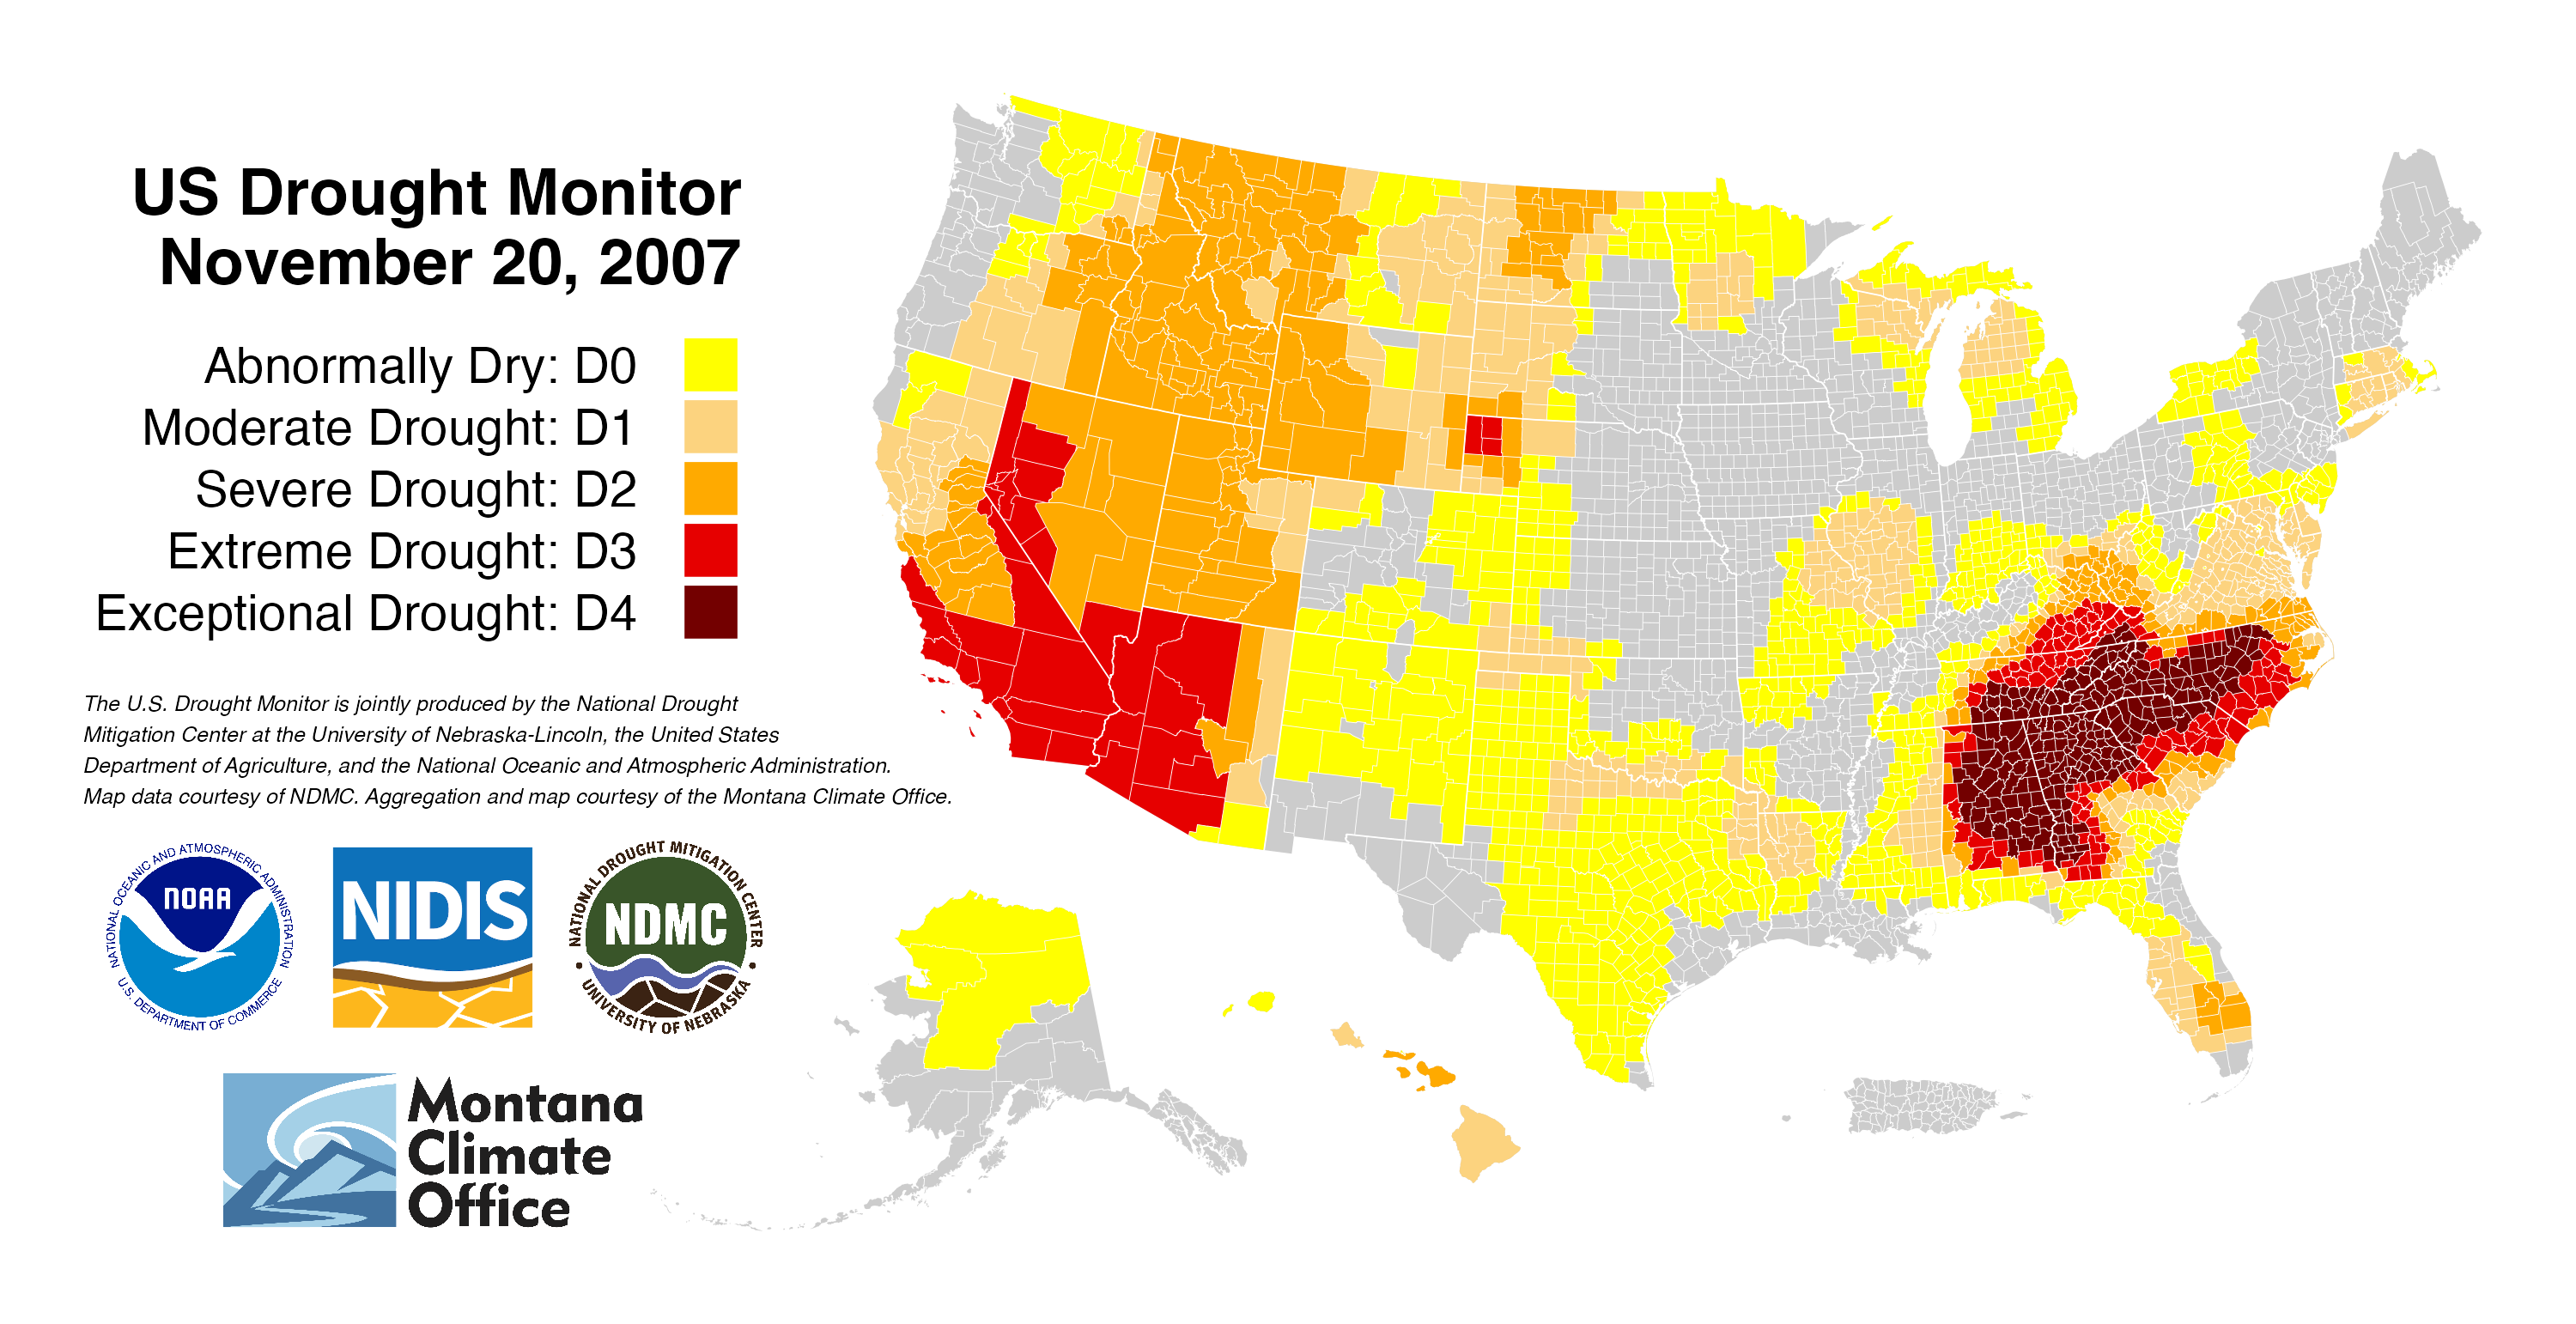 US Drought Monitor
November 20, 2007
Abnormally Dry: D0
Moderate Drought: D1
Severe Drought: D2
Extreme Drought: D3
Exceptional Drought: D4
The U.S. Drought Monitor is jointly produced by the National Drought
Mitigation Center at the University of Nebraska-Lincoln, the United States
Department of Agriculture, and the National Oceanic and Atmospheric Administration.
Map data courtesy of NDMC. Aggregation and map courtesy of the Montana Climate Office.
NATIONAL OCEANIC AND ATMOSPHERIC ADMINISTRATION
NOAA
U.S. DEPARTMENT OF COMMERCE
NIDIS
NATIONAL DROUGHT MITIGATION CENTER
NDMC
UNIVERSITY OF NEBRASKA
Montana
Climate
Office